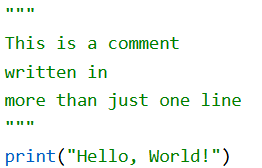 """
This is a comment
written in
more than just one line
"""
print("Hello, World!")